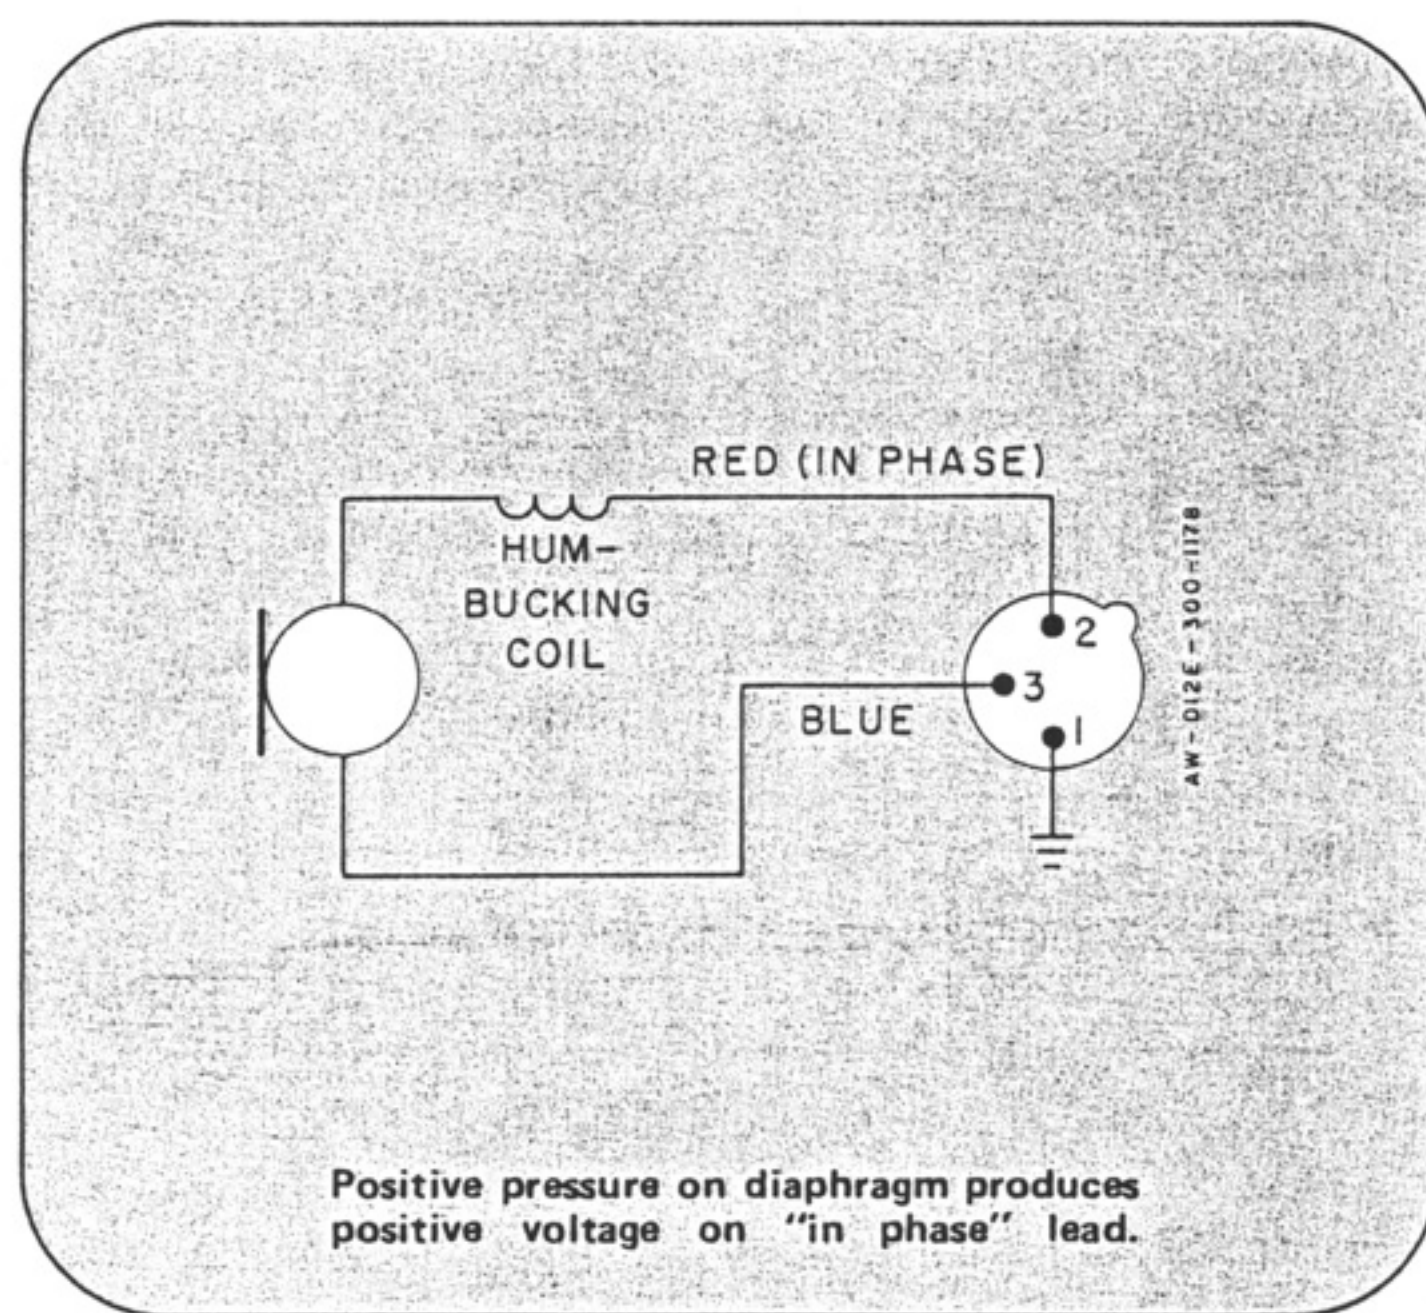 RED (IN PHASE)
HUM-
BUCKING
COIL
2
3
BLUE
1
AW-012E-300-1178
Positive pressure on diaphragm produces
positive voltage on “in phase” lead.